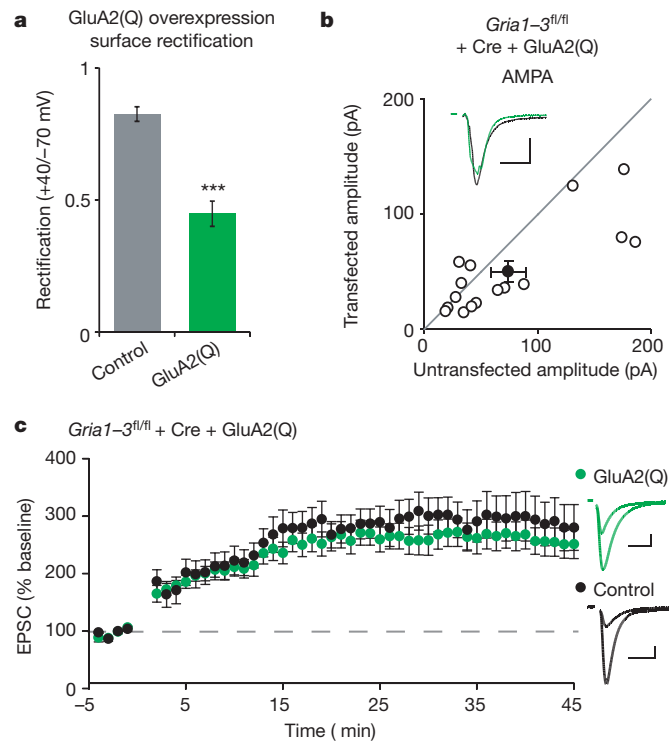 a
GluA2(Q) overexpression
surface rectification
Rectification (+40/–70 mV)
1
0.5
0
***
Control
GluA2(Q)
b
Gria1–3fl/fl
+ Cre + GluA2(Q)
AMPA
Transfected amplitude (pA)
200
100
0
0
100
200
Untransfected amplitude (pA)
c
Gria1–3fl/fl + Cre + GluA2(Q)
EPSC (% baseline)
400
300
200
100
0
–5
5
15
25
35
45
Time ( min)
GluA2(Q)
Control